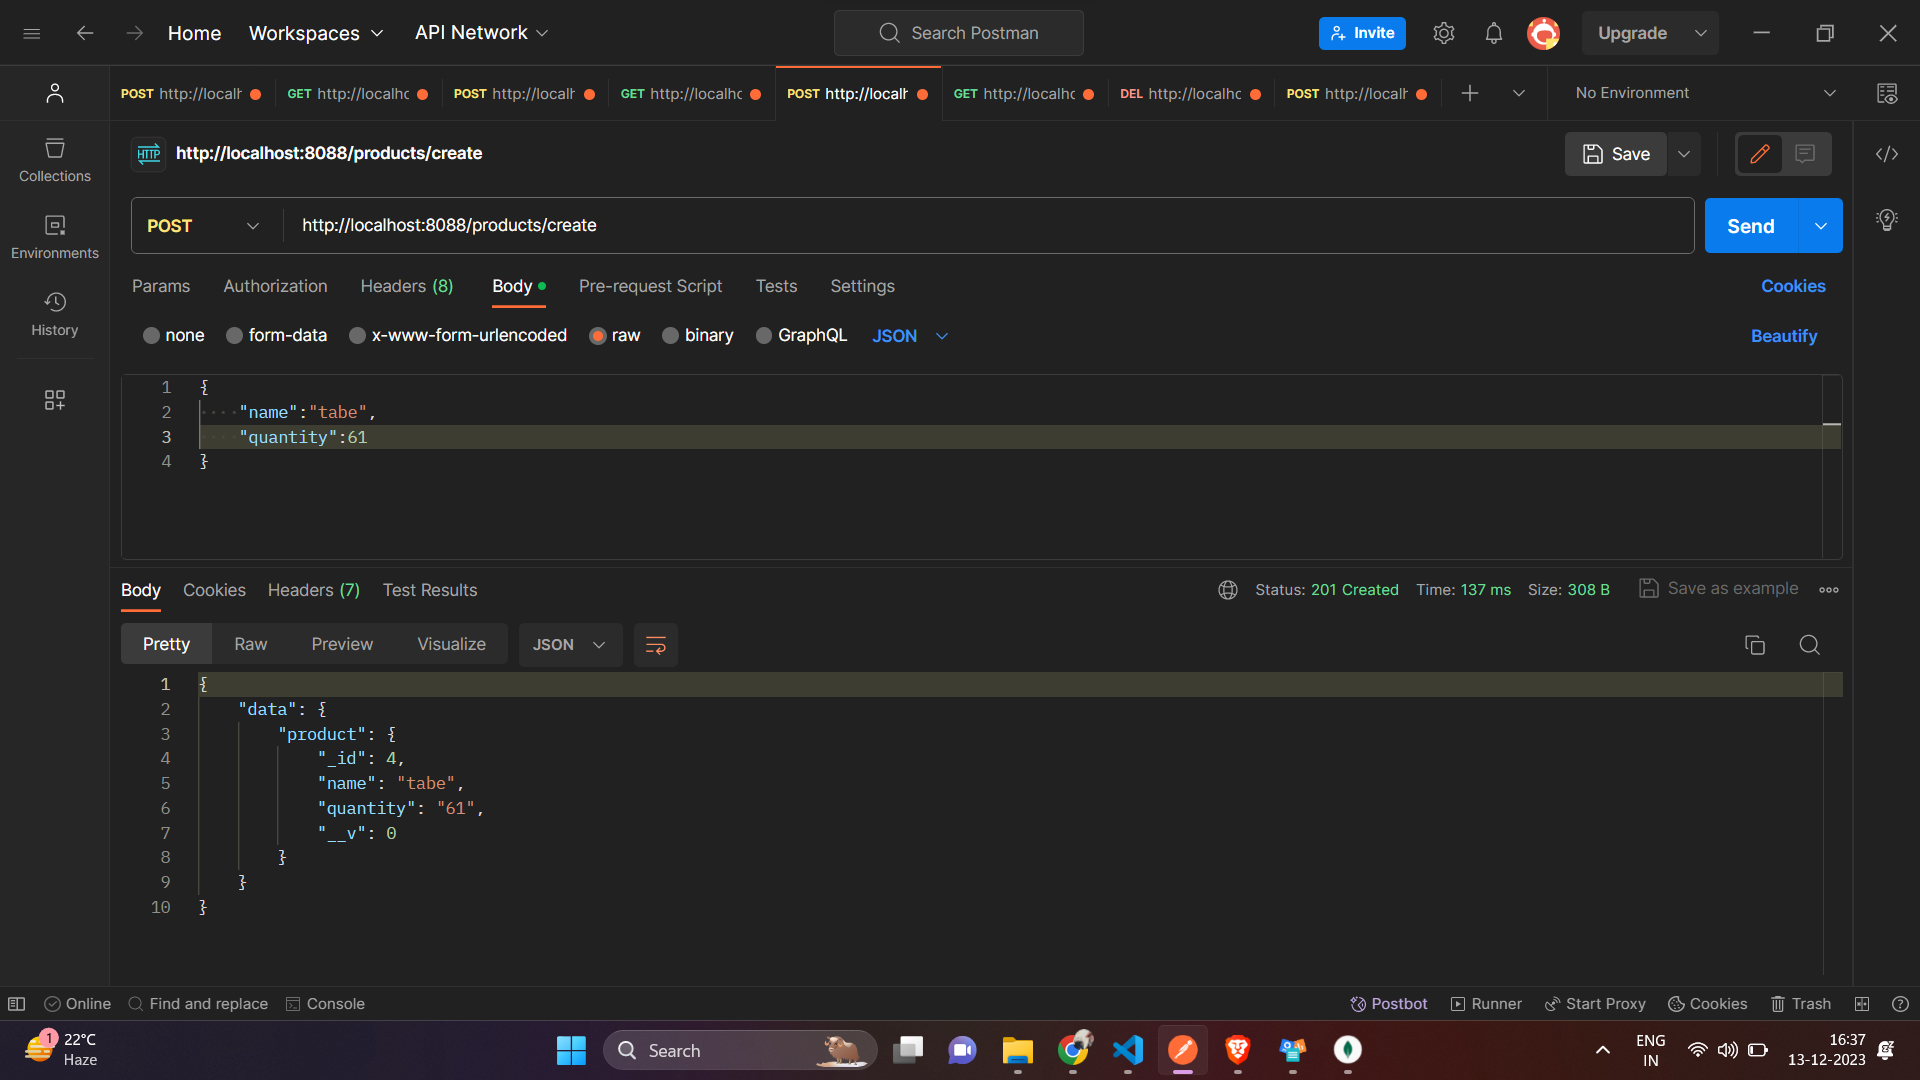 Home Workspaces API Network Search Postman Invite Upgrade
POST http://localh GET http://localhc POST http://localh GET http://localhc POST http://localh GET http://localhc DEL http://localhc POST http://localh No Environment
HTTP http://localhost:8088/products/create Save
Collections
POST http://localhost:8088/products/create Send
Environments
Params Authorization Headers (8) Body Pre-request Script Tests Settings Cookies
History
none form-data x-www-form-urlencoded raw binary GraphQL JSON Beautify
1 {
2 "name":"tabe",
3 "quantity":61
4 }
Body Cookies Headers (7) Test Results Status: 201 Created Time: 137 ms Size: 308 B Save as example
Pretty Raw Preview Visualize JSON
1 {
2 "data": {
3 "product": {
4 "_id": 4,
5 "name": "tabe",
6 "quantity": "61",
7 "__v": 0
8 }
9 }
10 }
Online Find and replace Console Postbot Runner Start Proxy Cookies Trash
1 22°C
Haze
Search
ENG
IN
16:37
13-12-2023